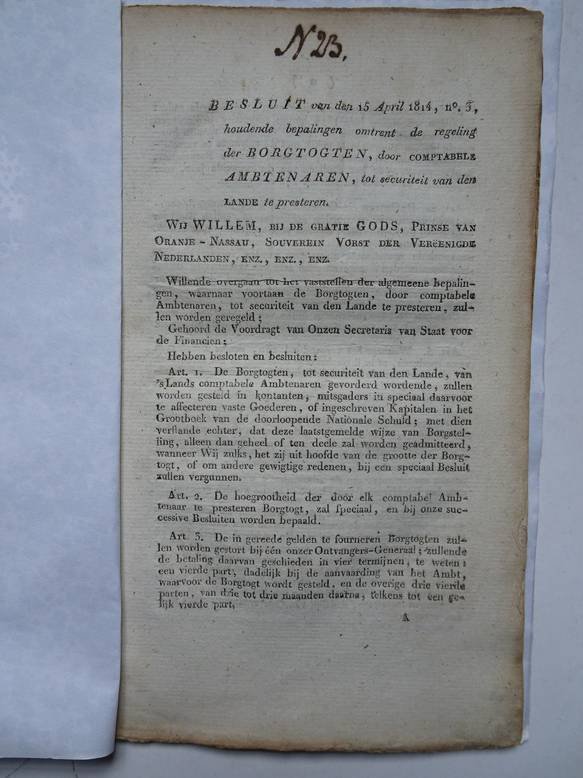 N 23.
BESLUIT van den 15 April 1814, nº. 3,
houdende bepalingen omtrent de regeling
der BORGTOGTEN, door COMPTABELE
AMBTENAREN, tot securiteit van den
LANDE te presteren.
WIJ WILLEM, BIJ DE GRATIE GODS, PRINSE VAN
ORANJE-NASSAU, SOUVEREIN VORST DER VEREENIGDE
NEDERLANDEN, ENZ., ENZ., ENZ.
Willende overgaan tot het vaststellen der algemeene bepalin-
gen, waarnaar voortaan de Borgtogten, door comptabele
Ambtenaren, tot securiteit van den Lande te presteren, zul-
len worden geregeld;
Gehoord de Voordragt van Onzen Secretaris van Staat voor
de Financien;
Hebben besloten en besluiten:
Art. 1. De Borgtogten, tot securiteit van den Lande, van
's Lands comptabele Ambtenaren gevorderd wordende, zullen
worden gesteld in kontanten, mitsgaders in speciaal daarvoor
te affecteren vaste Goederen, of ingeschreven Kapitalen in het
Grootboek van de doorloopende Nationale Schuld; met dien
verstande echter, dat deze laatstgemelde wijze van Borgstel-
ling, alleen dan geheel of ten deele zal worden geadmitteerd,
wanneer Wij zulks, het zij uit hoofde van de grootte der Borg-
togt, of om andere gewigtige redenen, bij een speciaal Besluit
zullen vergunnen.
Art. 2. De hoegrootheid der door elk comptabel Amb-
tenaar te presteren Borgtogt, zal speciaal, en bij onze suc-
cessive Besluiten worden bepaald.
Art. 3. De in gereede gelden te fourneren Borgtogten zul-
len worden gestort bij één onzer Ontvangers-Generaal; zullende
de betaling daarvan geschieden in vier termijnen, te weten:
een vierde part, dadelijk bij de aanvaarding van het Ambt,
waarvoor de Borgtogt wordt gesteld, en de overige drie vierde
parten, van drie tot drie maanden daarna, telkens tot een ge-
lijk vierde part.
A